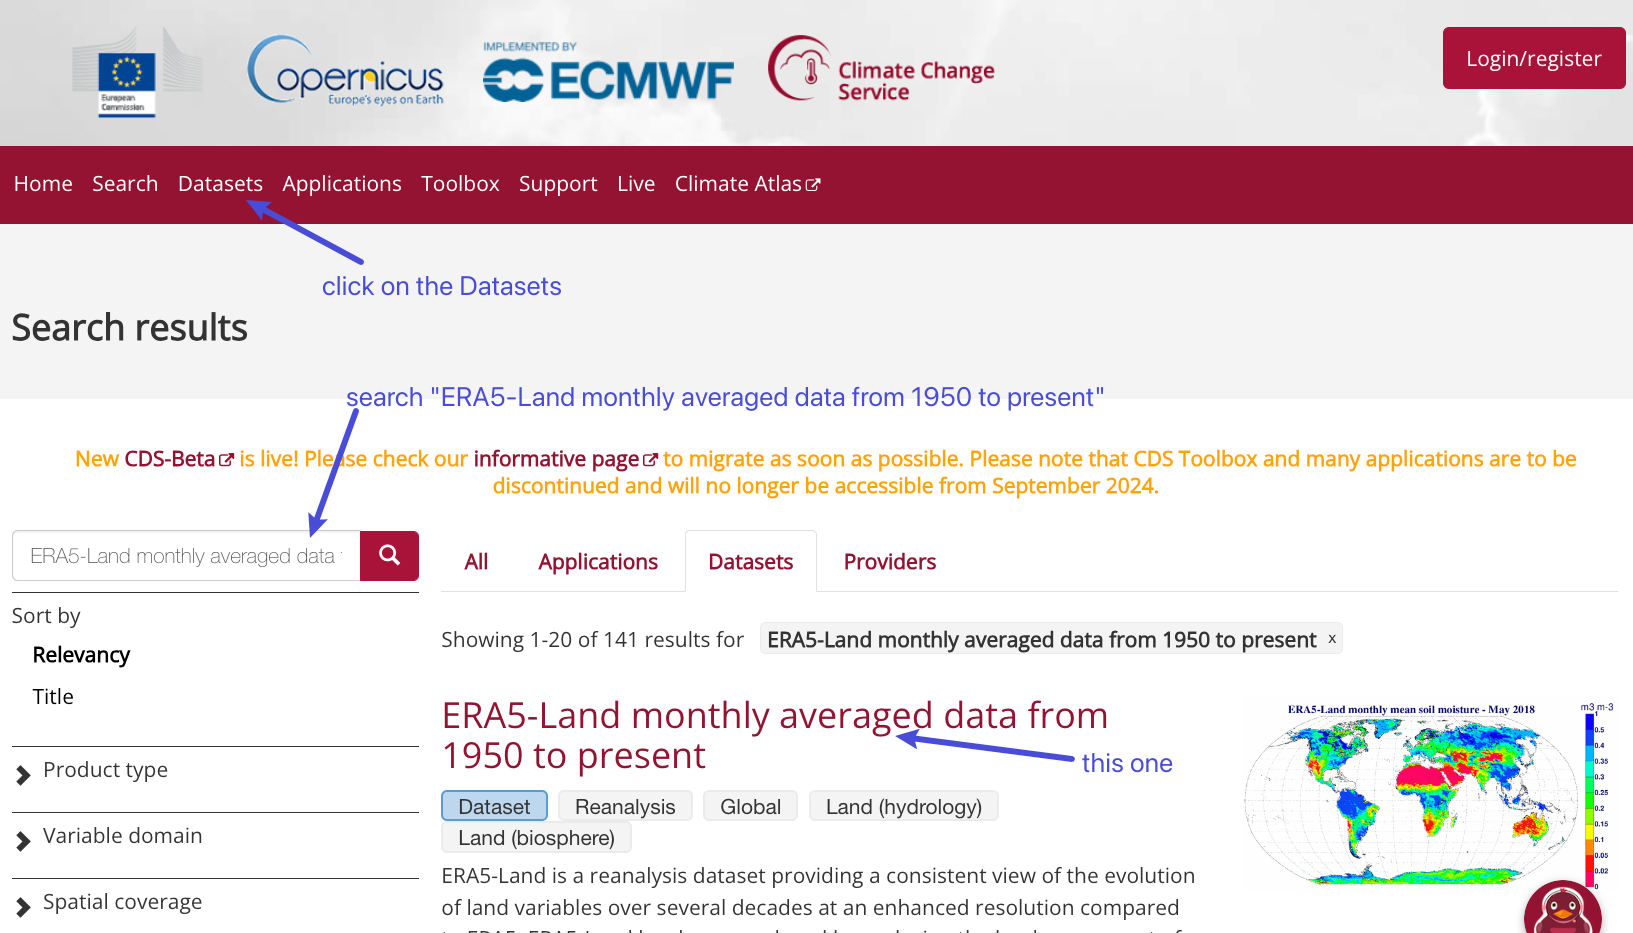 European
Commission
opernicus
Europe's eyes on Earth
IMPLEMENTED BY
ECMWF
Climate Change
Service
Login/register
Home Search Datasets Applications Toolbox Support Live Climate Atlas
click on the Datasets
Search results
search "ERA5-Land monthly averaged data from 1950 to present"
New CDS-Beta is live! Please check our informative page to migrate as soon as possible. Please note that CDS Toolbox and many applications are to be
discontinued and will no longer be accessible from September 2024.
ERA5-Land monthly averaged data
All Applications Datasets Providers
Sort by
Relevancy
Title
Showing 1-20 of 141 results for ERA5-Land monthly averaged data from 1950 to present x
ERA5-Land monthly averaged data from
1950 to present
this one
ERA5-Land monthly mean soil moisture - May 2018
m3 m-3
1
0.5
0.4
0.35
0.3
0.25
0.2
0.15
0.1
0.05
0.02
0
Product type
Variable domain
Spatial coverage
Dataset Reanalysis Global Land (hydrology)
Land (biosphere)
ERA5-Land is a reanalysis dataset providing a consistent view of the evolution
of land variables over several decades at an enhanced resolution compared